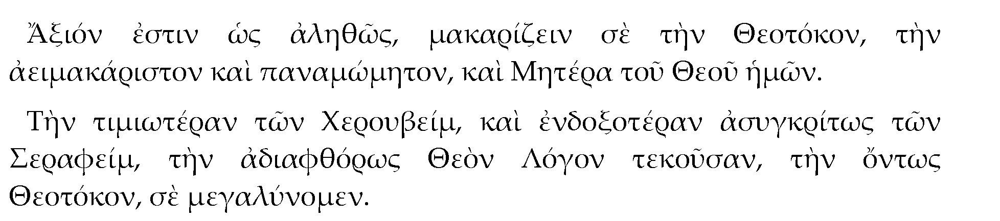 Ἄξιόν ἐστιν ὡς ἀληθῶς, μακαρίζειν σὲ τὴν Θεοτόκον, τὴν
ἀειμακάριστον καὶ παναμώμητον, καὶ Μητέρα τοῦ Θεοῦ ἡμῶν.
Τὴν τιμιωτέραν τῶν Χερουβείμ, καὶ ἐνδοξοτέραν ἀσυγκρίτως τῶν
Σεραφείμ, τὴν ἀδιαφθόρως Θεὸν Λόγον τεκοῦσαν, τὴν ὄντως
Θεοτόκον, σὲ μεγαλύνομεν.